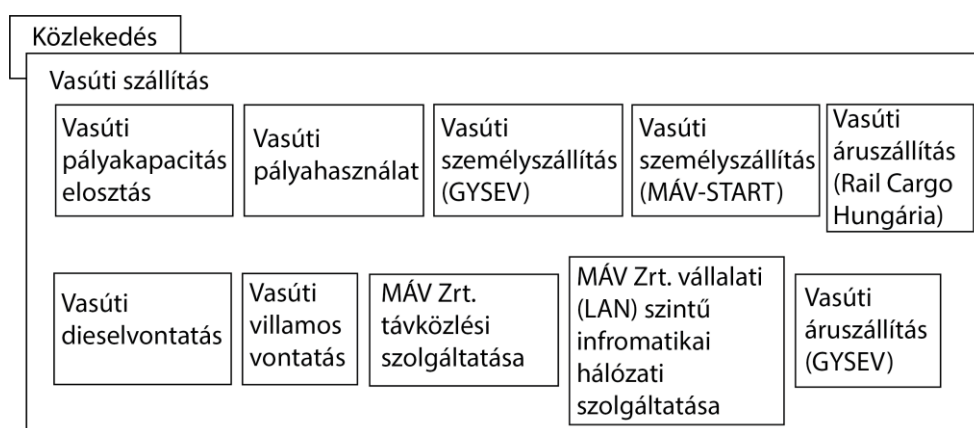 Közlekedés
Vasúti szállítás
Vasúti
pályakapacitás
elosztás
Vasúti
pályahasználat
Vasúti
személyszállítás
(GYSEV)
Vasúti
személyszállítás
(MÁV-START)
Vasúti
áruszállítás
(Rail Cargo
Hungária)
Vasúti
dieselvontatás
Vasúti
villamos
vontatás
MÁV Zrt.
távközlési
szolgáltatása
MÁV Zrt. vállalati
(LAN) szintű
infromatikai
hálózati
szolgáltatása
Vasúti
áruszállítás
(GYSEV)